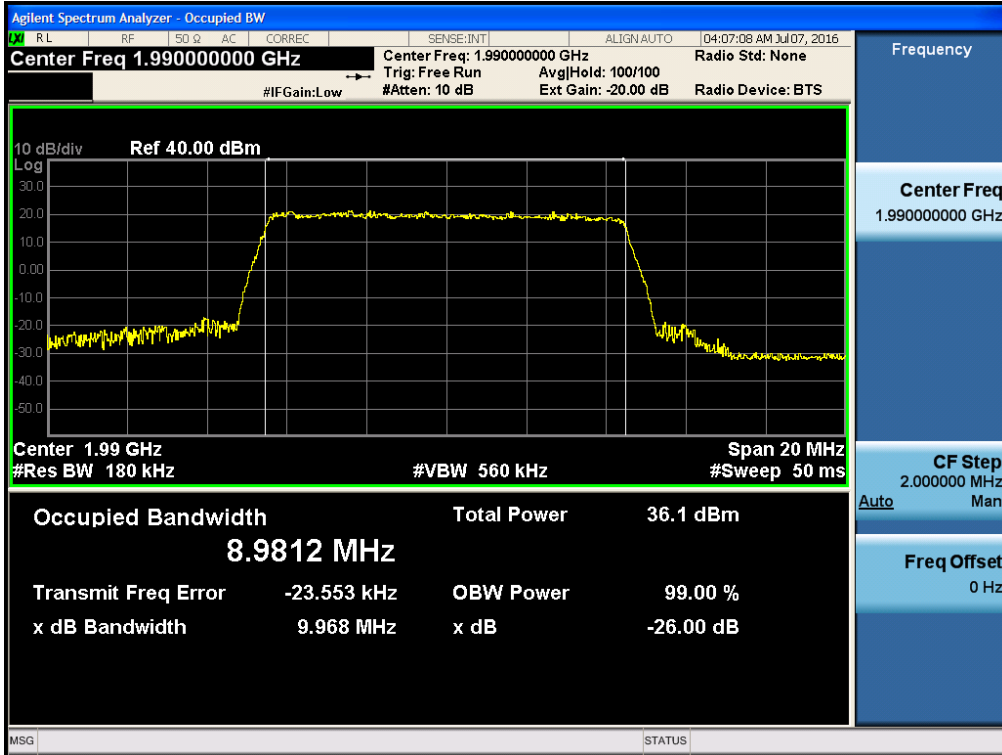 Agilent Spectrum Analyzer - Occupied BW
LXI RL RF 50 Ω AC CORREC SENSE:INT ALIGN AUTO 04:07:08 AM Jul 07, 2016
Center Freq 1.990000000 GHz
Center Freq: 1.990000000 GHz Radio Std: None
Trig: Free Run Avg|Hold: 100/100
#IFGain:Low #Atten: 10 dB Ext Gain: -20.00 dB Radio Device: BTS
10 dB/div Ref 40.00 dBm
Log
30.0
20.0
10.0
0.00
-10.0
-20.0
-30.0
-40.0
-50.0
Center 1.99 GHz Span 20 MHz
#Res BW 180 kHz #VBW 560 kHz #Sweep 50 ms
Occupied Bandwidth Total Power 36.1 dBm
8.9812 MHz
Transmit Freq Error -23.553 kHz OBW Power 99.00 %
x dB Bandwidth 9.968 MHz x dB -26.00 dB
Frequency
Center Freq
1.990000000 GHz
CF Step
2.000000 MHz
Auto Man
Freq Offset
0 Hz
MSG STATUS